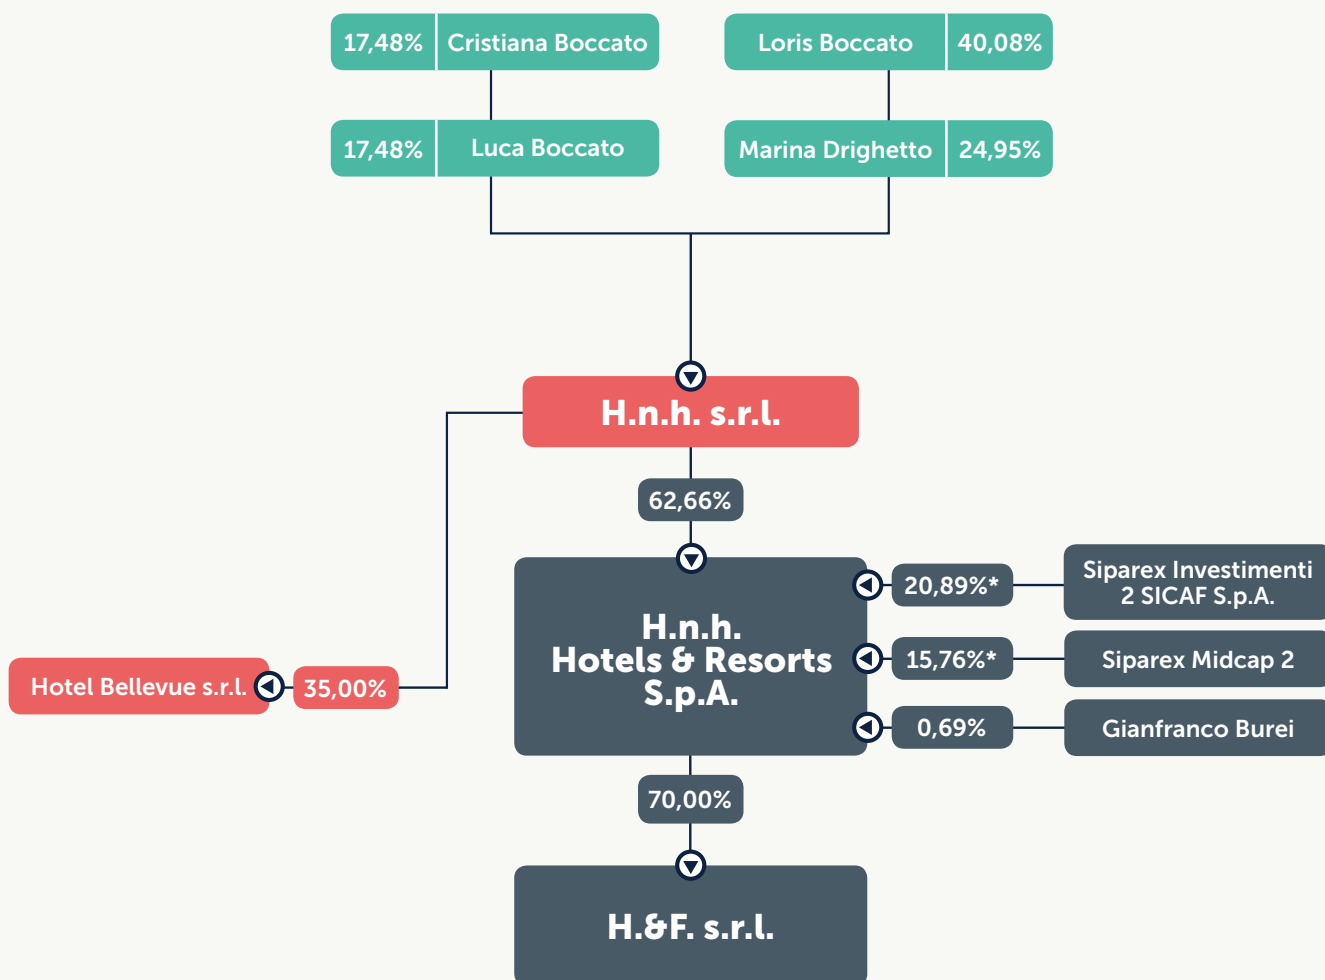 17,48% Cristiana Boccato
Loris Boccato 40,08%
17,48% Luca Boccato
Marina Drighetto 24,95%
H.n.h. s.r.l.
62,66%
H.n.h.
Hotels & Resorts
S.p.A.
20,89%*
Siparex Investimenti
2 SICAF S.p.A.
15,76%*
Siparex Midcap 2
0,69%
Gianfranco Burei
Hotel Bellevue s.r.l.
35,00%
70,00%
H.&F. s.r.l.